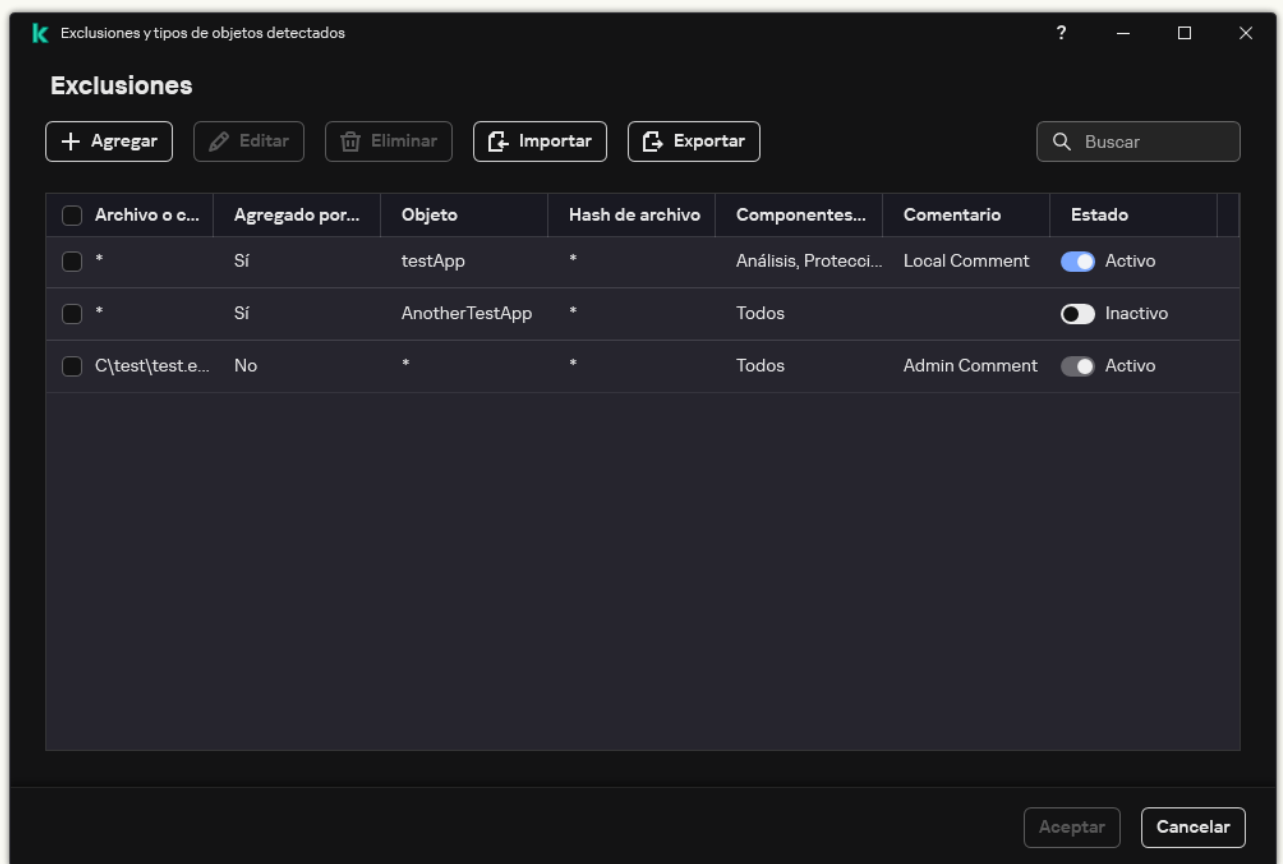 Exclusiones y tipos de objetos detectados ?
Exclusiones
Agregar Editar Eliminar Importar Exportar Buscar
Archivo o c... Agregado por... Objeto Hash de archivo Componentes... Comentario Estado
* Sí testApp * Análisis, Protecci... Local Comment Activo
* Sí AnotherTestApp * Todos Inactivo
C\test\test.e... No * * Todos Admin Comment Activo
Aceptar Cancelar